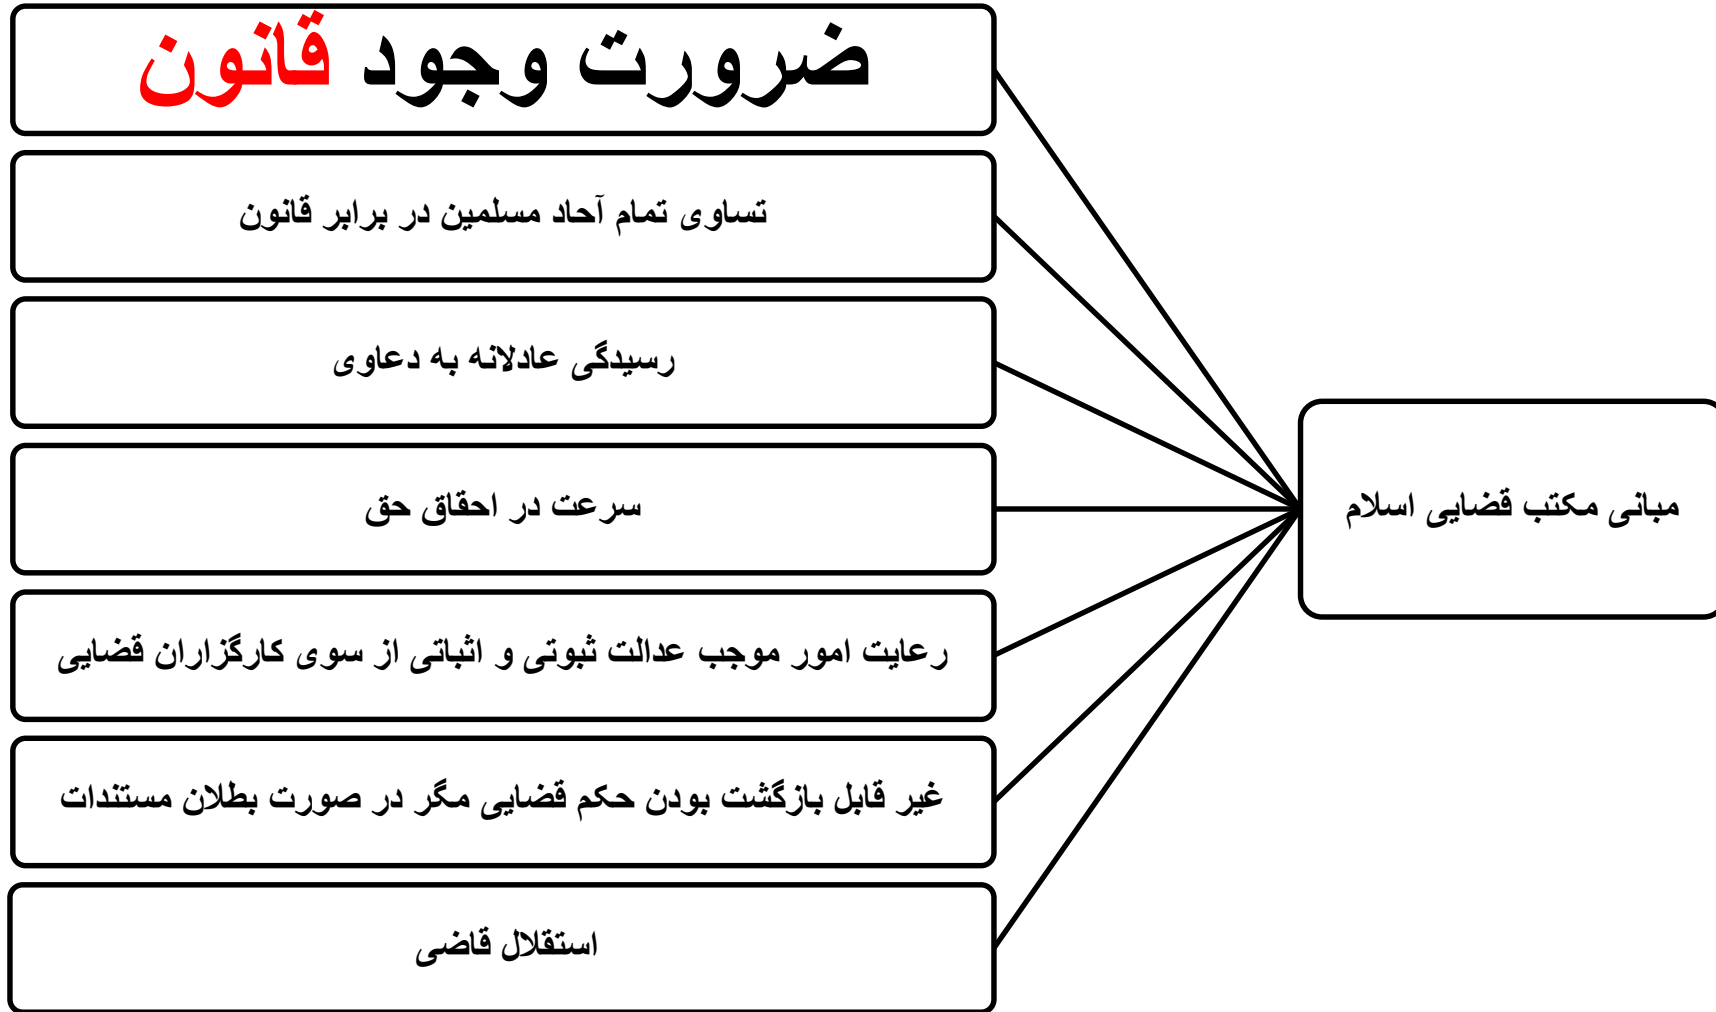 مبانی مکتب قضایی اسلام
ضرورت وجود قانون
تساوی تمام آحاد مسلمین در برابر قانون
رسیدگی عادلانه به دعاوی
سرعت در احقاق حق
رعایت امور موجب عدالت ثبوتی و اثباتی از سوی کارگزاران قضایی
غیر قابل بازگشت بودن حکم قضایی مگر در صورت بطلان مستندات
استقلال قاضی